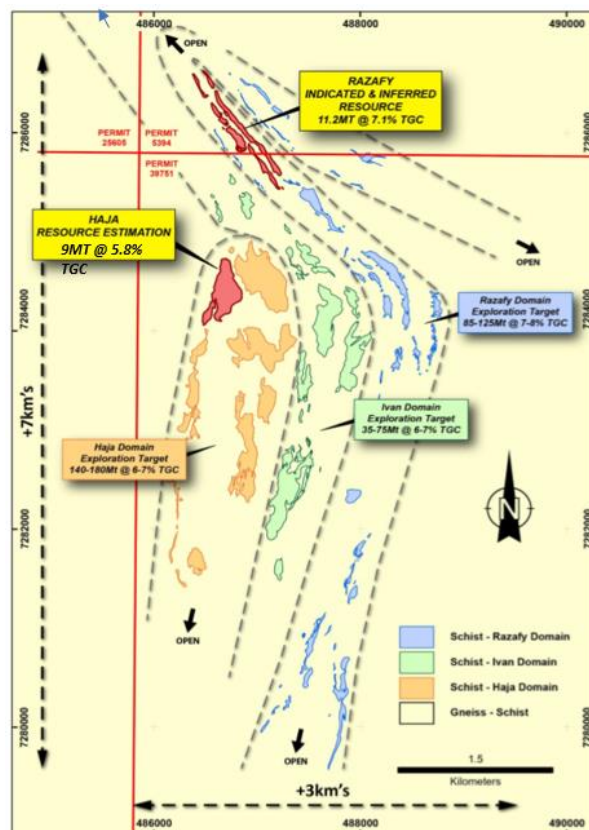 486000
488000
490000
OPEN
RAZAFY
INDICATED & INFERRED
RESOURCE
11.2MT @ 7.1% TGC
7286000
7286000
PERMIT
25605
PERMIT
5394
PERMIT
39751
HAJA
RESOURCE ESTIMATION
9MT @ 5.8%
TGC
OPEN
7284000
7284000
Razafy Domain
Exploration Target
85-125Mt @ 7-8% TGC
+7km's
Ivan Domain
Exploration Target
35-75Mt @ 6-7% TGC
Haja Domain
Exploration Target
140-180Mt @ 6-7% TGC
N
7282000
7282000
OPEN
Schist - Razafy Domain
Schist - Ivan Domain
Schist - Haja Domain
Gneiss - Schist
7280000
7280000
OPEN
1.5
Kilometers
+3km's
486000
488000
490000